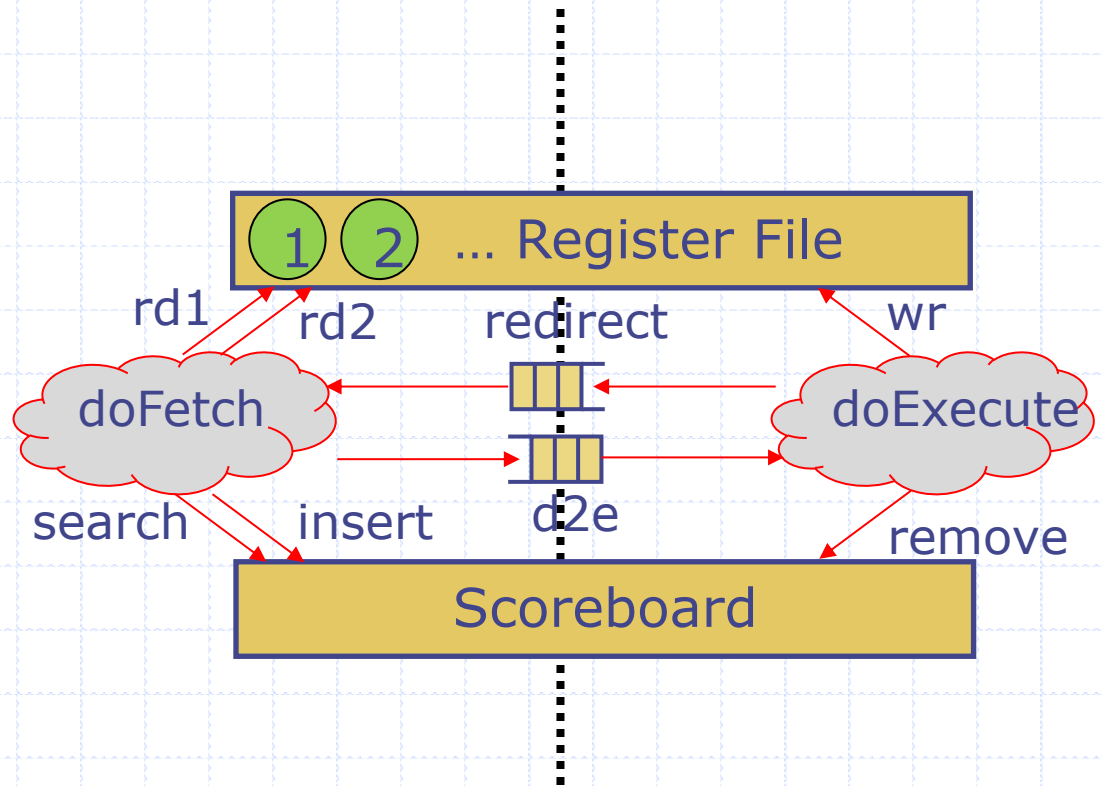 1 2 ... Register File
rd1
rd2
redirect
wr
doFetch
doExecute
search
insert
d2e
remove
Scoreboard